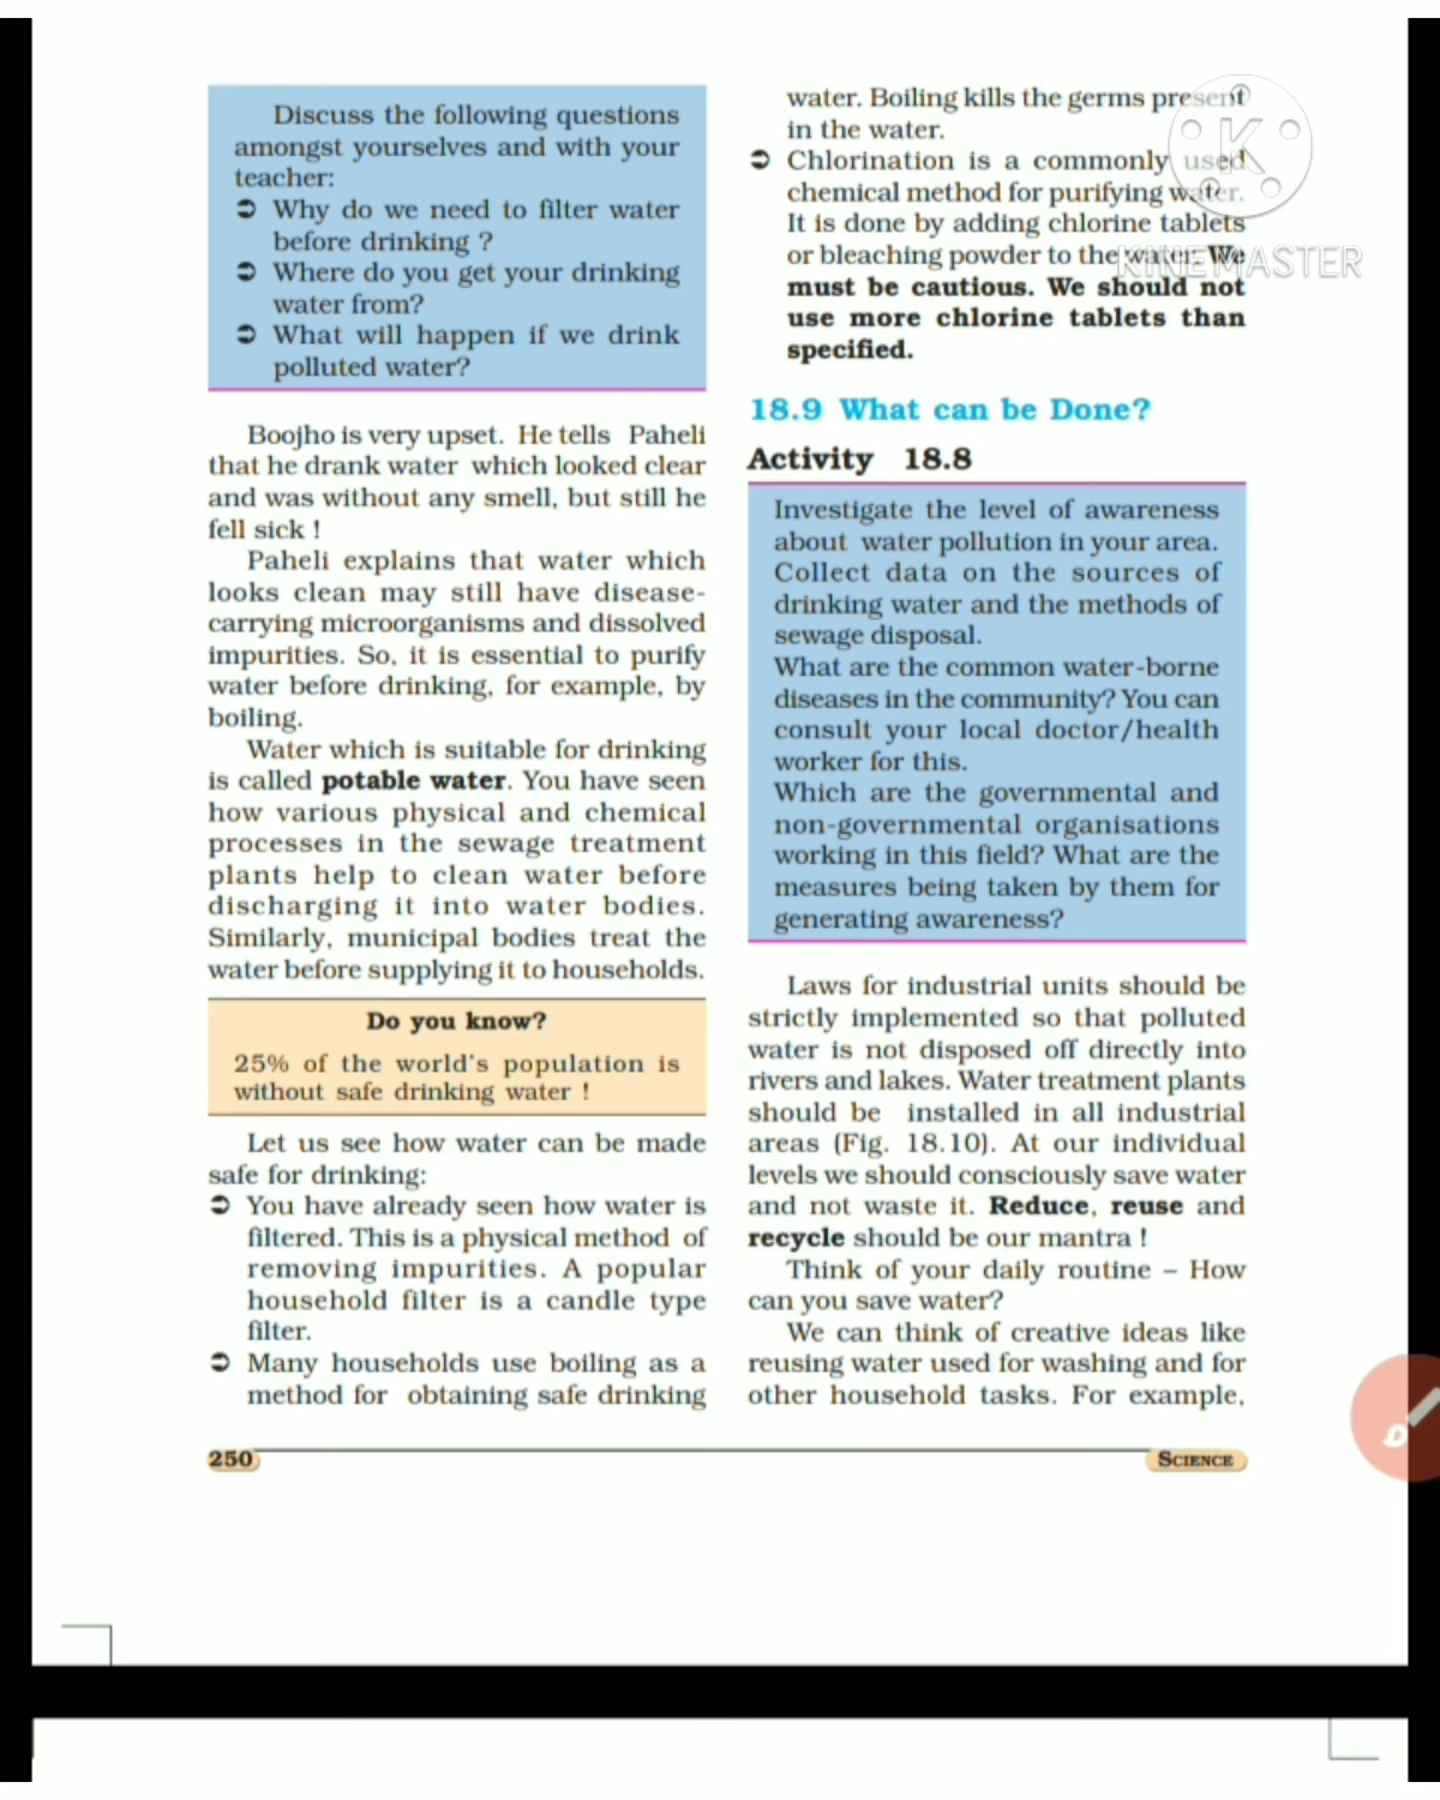 Discuss the following questions
amongst yourselves and with your
teacher:
➲ Why do we need to filter water
before drinking ?
➲ Where do you get your drinking
water from?
➲ What will happen if we drink
polluted water?
Boojho is very upset. He tells Paheli
that he drank water which looked clear
and was without any smell, but still he
fell sick !
Paheli explains that water which
looks clean may still have disease-
carrying microorganisms and dissolved
impurities. So, it is essential to purify
water before drinking, for example, by
boiling.
Water which is suitable for drinking
is called potable water. You have seen
how various physical and chemical
processes in the sewage treatment
plants help to clean water before
discharging it into water bodies.
Similarly, municipal bodies treat the
water before supplying it to households.
Do you know?
25% of the world's population is
without safe drinking water !
Let us see how water can be made
safe for drinking:
➲ You have already seen how water is
filtered. This is a physical method of
removing impurities. A popular
household filter is a candle type
filter.
➲ Many households use boiling as a
method for obtaining safe drinking
water. Boiling kills the germs present
in the water.
➲ Chlorination is a commonly used
chemical method for purifying water.
It is done by adding chlorine tablets
or bleaching powder to the water. We
must be cautious. We should not
use more chlorine tablets than
specified.
18.9 What can be Done?
Activity 18.8
Investigate the level of awareness
about water pollution in your area.
Collect data on the sources of
drinking water and the methods of
sewage disposal.
What are the common water-borne
diseases in the community? You can
consult your local doctor/health
worker for this.
Which are the governmental and
non-governmental organisations
working in this field? What are the
measures being taken by them for
generating awareness?
Laws for industrial units should be
strictly implemented so that polluted
water is not disposed off directly into
rivers and lakes. Water treatment plants
should be installed in all industrial
areas (Fig. 18.10). At our individual
levels we should consciously save water
and not waste it. Reduce, reuse and
recycle should be our mantra !
Think of your daily routine – How
can you save water?
We can think of creative ideas like
reusing water used for washing and for
other household tasks. For example,
250
SCIENCE
K
KINEMASTER